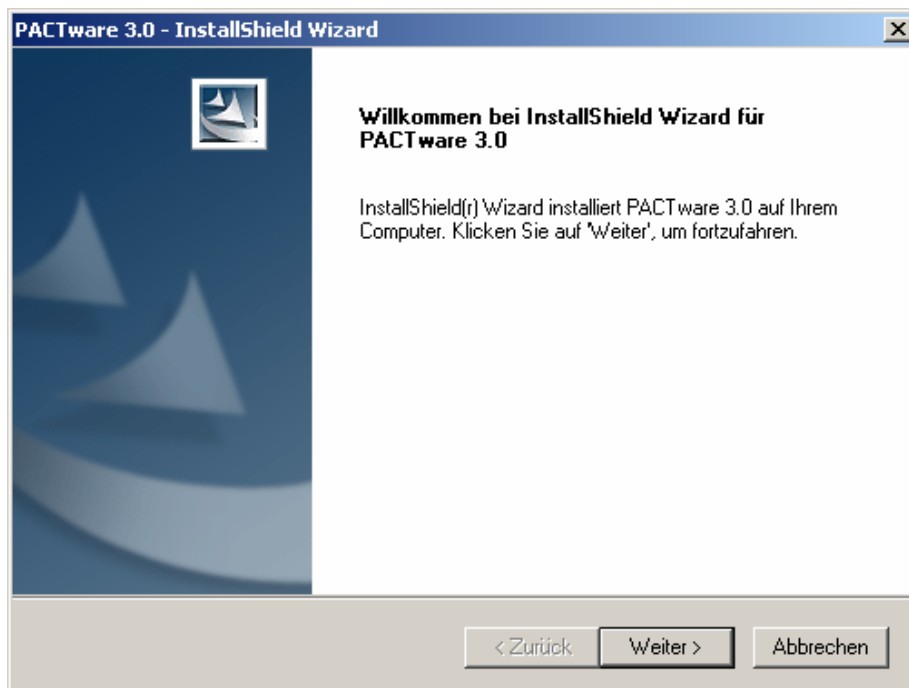 PACTware 3.0 - InstallShield Wizard
Willkommen bei InstallShield Wizard für
PACTware 3.0
InstallShield(r) Wizard installiert PACTware 3.0 auf Ihrem
Computer. Klicken Sie auf 'Weiter', um fortzufahren.
< Zurück
Weiter >
Abbrechen